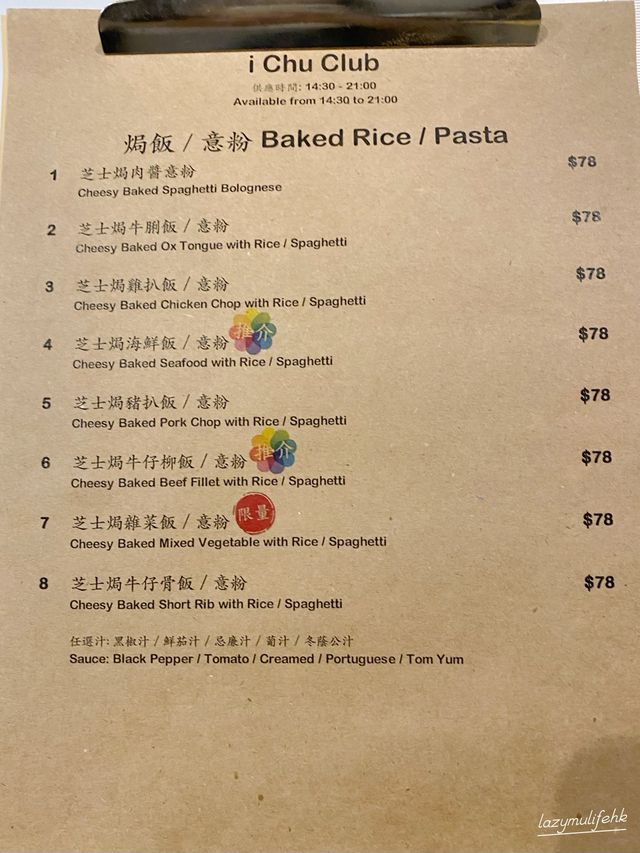 i Chu Club
供應時間: 14:30 - 21:00
Available from 14:30 to 21:00
焗飯 / 意粉 Baked Rice / Pasta
1 芝士焗肉醬意粉 $78
Cheesy Baked Spaghetti Bolognese
2 芝士焗牛脷飯 / 意粉 $78
Cheesy Baked Ox Tongue with Rice / Spaghetti
3 芝士焗雞扒飯 / 意粉 $78
Cheesy Baked Chicken Chop with Rice / Spaghetti
4 芝士焗海鮮飯 / 意粉 推介 $78
Cheesy Baked Seafood with Rice / Spaghetti
5 芝士焗豬扒飯 / 意粉 $78
Cheesy Baked Pork Chop with Rice / Spaghetti
6 芝士焗牛仔柳飯 / 意粉 推介 $78
Cheesy Baked Beef Fillet with Rice / Spaghetti
7 芝士焗雜菜飯 / 意粉 限量 $78
Cheesy Baked Mixed Vegetable with Rice / Spaghetti
8 芝士焗牛仔骨飯 / 意粉 $78
Cheesy Baked Short Rib with Rice / Spaghetti
任選汁: 黑椒汁 / 鮮茄汁 / 忌廉汁 / 葡汁 / 冬蔭公汁
Sauce: Black Pepper / Tomato / Creamed / Portuguese / Tom Yum
lazymulifehk